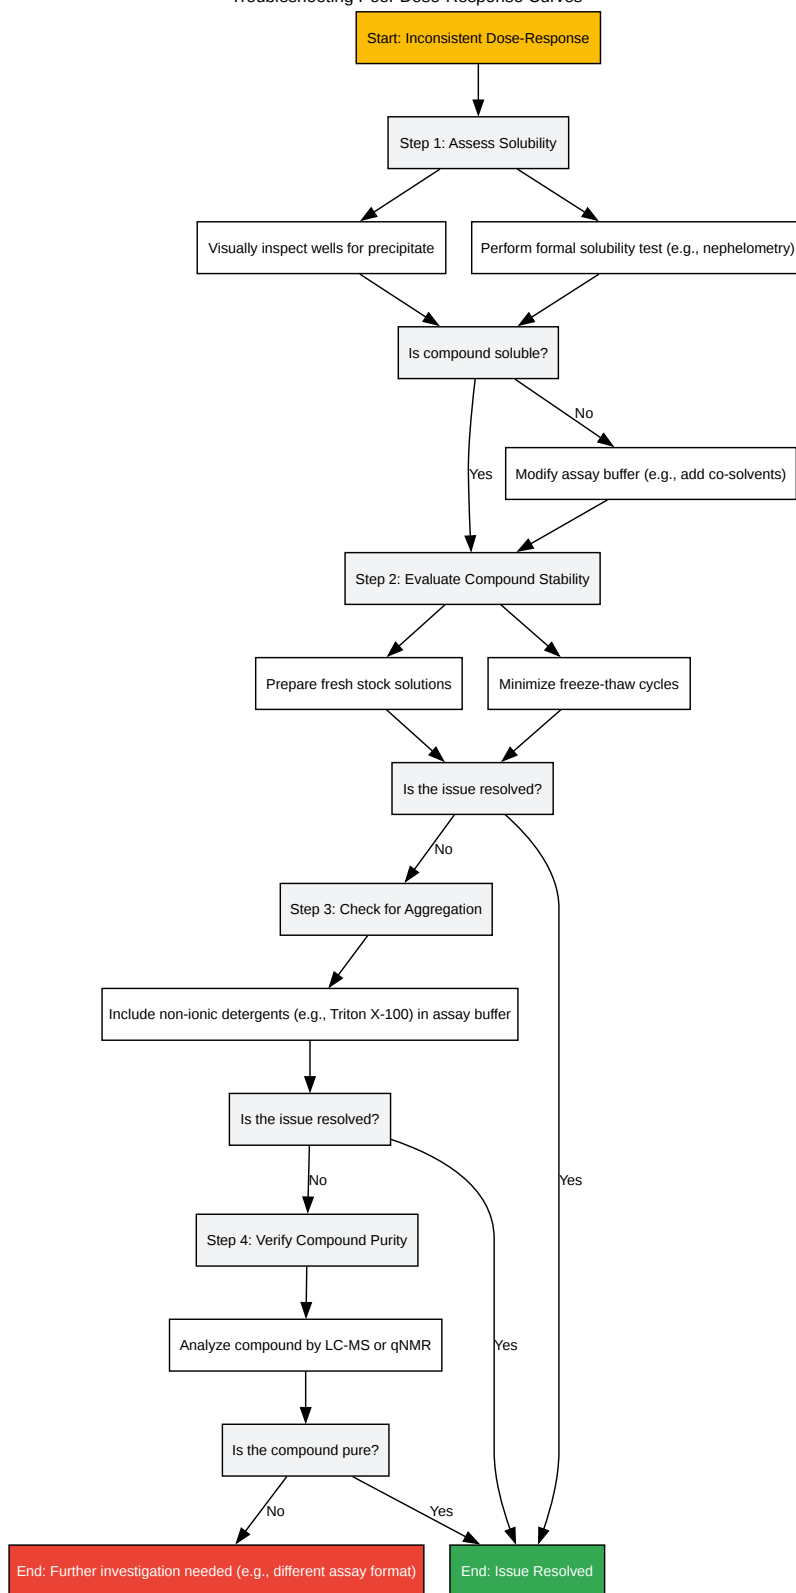 Troubleshooting Poor Dose-Response Curves
Start: Inconsistent Dose-Response
Step 1: Assess Solubility
Visually inspect wells for precipitate
Perform formal solubility test (e.g., nephelometry)
Is compound soluble?
No
Yes
Modify assay buffer (e.g., add co-solvents)
Step 2: Evaluate Compound Stability
Prepare fresh stock solutions
Minimize freeze-thaw cycles
Is the issue resolved?
No
Step 3: Check for Aggregation
Include non-ionic detergents (e.g., Triton X-100) in assay buffer
Is the issue resolved?
No
Yes
Step 4: Verify Compound Purity
Analyze compound by LC-MS or qNMR
Yes
Is the compound pure?
No
Yes
End: Further investigation needed (e.g., different assay format)
End: Issue Resolved